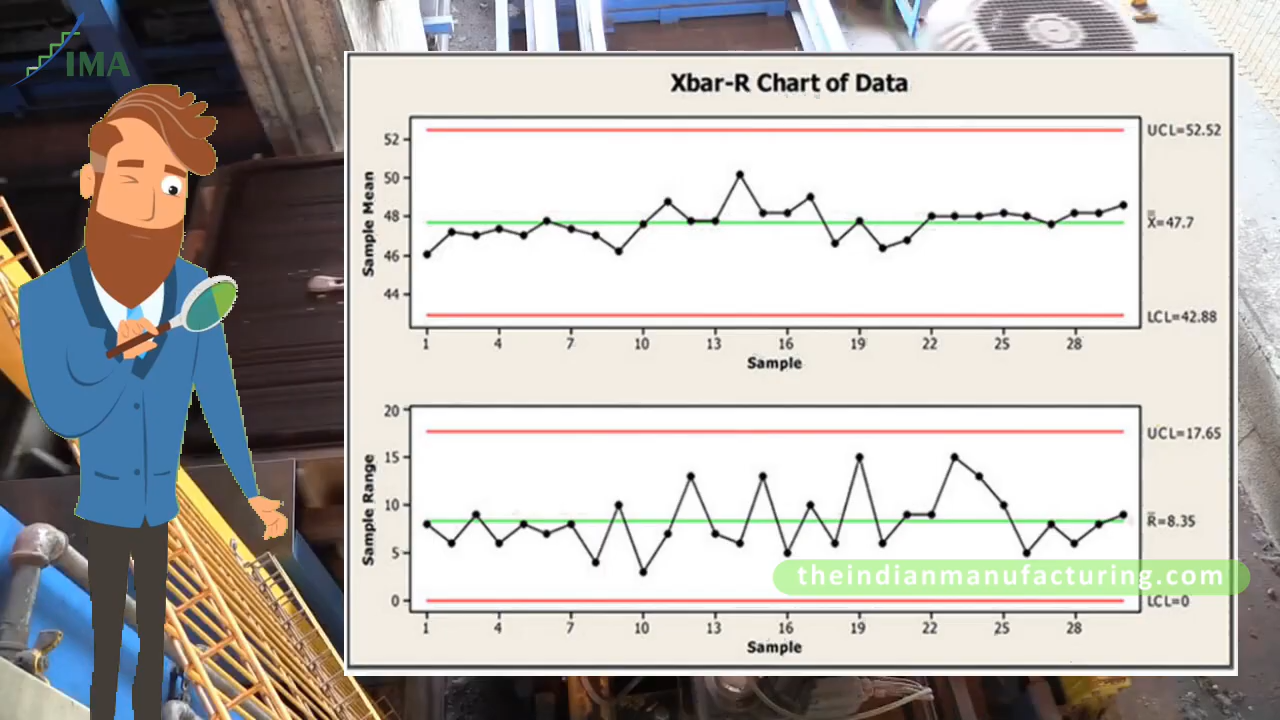 IMA
Xbar-R Chart of Data
Sample Mean
52
50
48
46
44
UCL=52.52
X̿=47.7
LCL=42.88
1 4 7 10 13 16 19 22 25 28
Sample
Sample Range
20
15
10
5
0
UCL=17.65
R̅=8.35
theindianmanufacturing.com
LCL=0
1 4 7 10 13 16 19 22 25 28
Sample